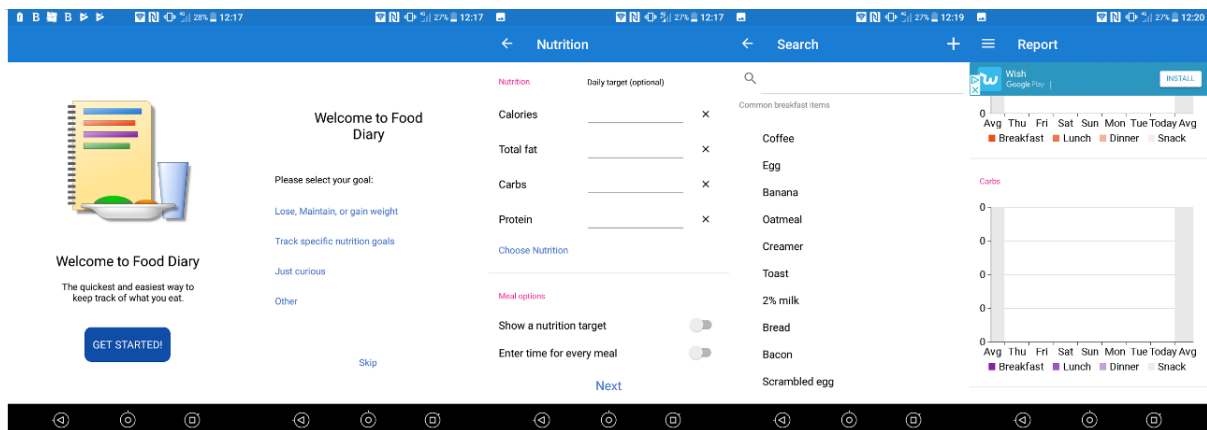 B B 28% 12:17
Welcome to Food Diary
The quickest and easiest way to
keep track of what you eat.
GET STARTED!
27% 12:17
Welcome to Food
Diary
Please select your goal:
Lose, Maintain, or gain weight
Track specific nutrition goals
Just curious
Other
Skip
27% 12:17
Nutrition
Nutrition Daily target (optional)
Calories
Total fat
Carbs
Protein
Choose Nutrition
Meal options
Show a nutrition target
Enter time for every meal
Next
27% 12:19
Search
Common breakfast items
Coffee
Egg
Banana
Oatmeal
Creamer
Toast
2% milk
Bread
Bacon
Scrambled egg
27% 12:20
Report
Wish
Google Play
INSTALL
0
Avg Thu Fri Sat Sun Mon Tue Today Avg
Breakfast Lunch Dinner Snack
Carbs
0
0
0
0
0
Avg Thu Fri Sat Sun Mon Tue Today Avg
Breakfast Lunch Dinner Snack